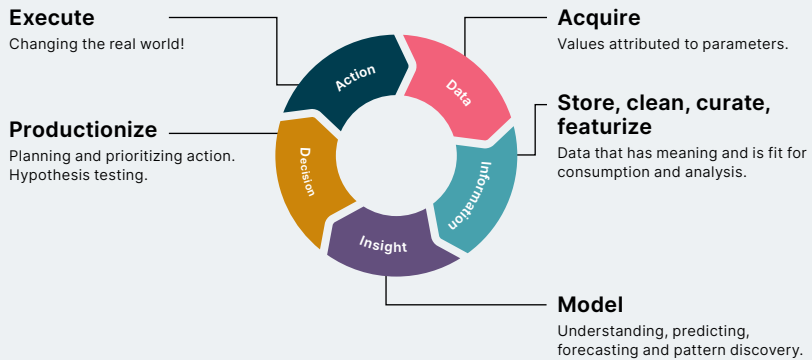 Execute
Changing the real world!
Productionize
Planning and prioritizing action.
Hypothesis testing.
Action
Data
Information
Insight
Decision
Acquire
Values attributed to parameters.
Store, clean, curate,
featurize
Data that has meaning and is fit for
consumption and analysis.
Model
Understanding, predicting,
forecasting and pattern discovery.